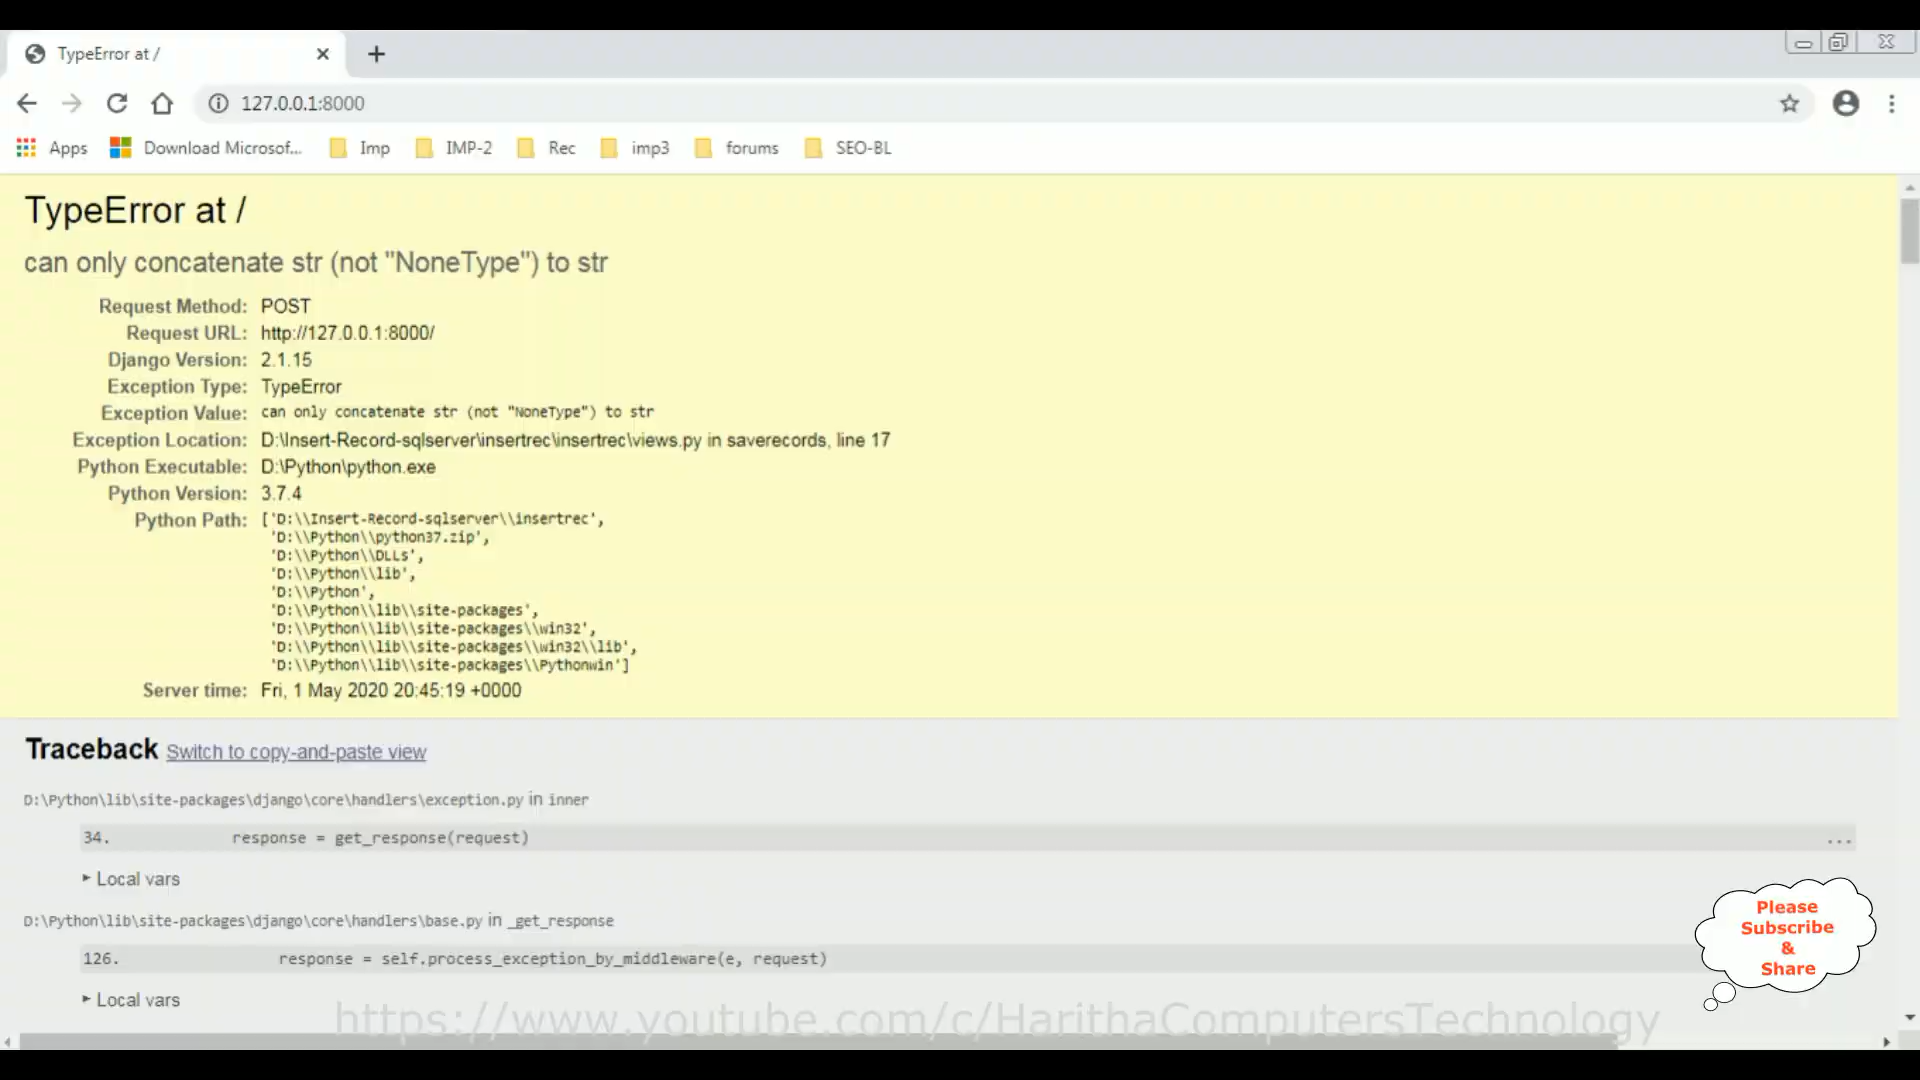 TypeError at /
127.0.0.1:8000
Apps
Download Microsof...
Imp
IMP-2
Rec
imp3
forums
SEO-BL
TypeError at /
can only concatenate str (not "NoneType") to str
Request Method: POST
Request URL: http://127.0.0.1:8000/
Django Version: 2.1.15
Exception Type: TypeError
Exception Value: can only concatenate str (not "NoneType") to str
Exception Location: D:\Insert-Record-sqlserver\insertrec\insertrec\views.py in saverecords, line 17
Python Executable: D:\Python\python.exe
Python Version: 3.7.4
Python Path: ['D:\\Insert-Record-sqlserver\\insertrec',
'D:\\Python\\python37.zip',
'D:\\Python\\DLLs',
'D:\\Python\\lib',
'D:\\Python',
'D:\\Python\\lib\\site-packages',
'D:\\Python\\lib\\site-packages\\win32',
'D:\\Python\\lib\\site-packages\\win32\\lib',
'D:\\Python\\lib\\site-packages\\Pythonwin']
Server time: Fri, 1 May 2020 20:45:19 +0000
Traceback Switch to copy-and-paste view
D:\Python\lib\site-packages\django\core\handlers\exception.py in inner
34. response = get_response(request) ...
Local vars
D:\Python\lib\site-packages\django\core\handlers\base.py in _get_response
126. response = self.process_exception_by_middleware(e, request)
Local vars
Please
Subscribe
&
Share
https://www.youtube.com/c/HarithaComputersTechnology